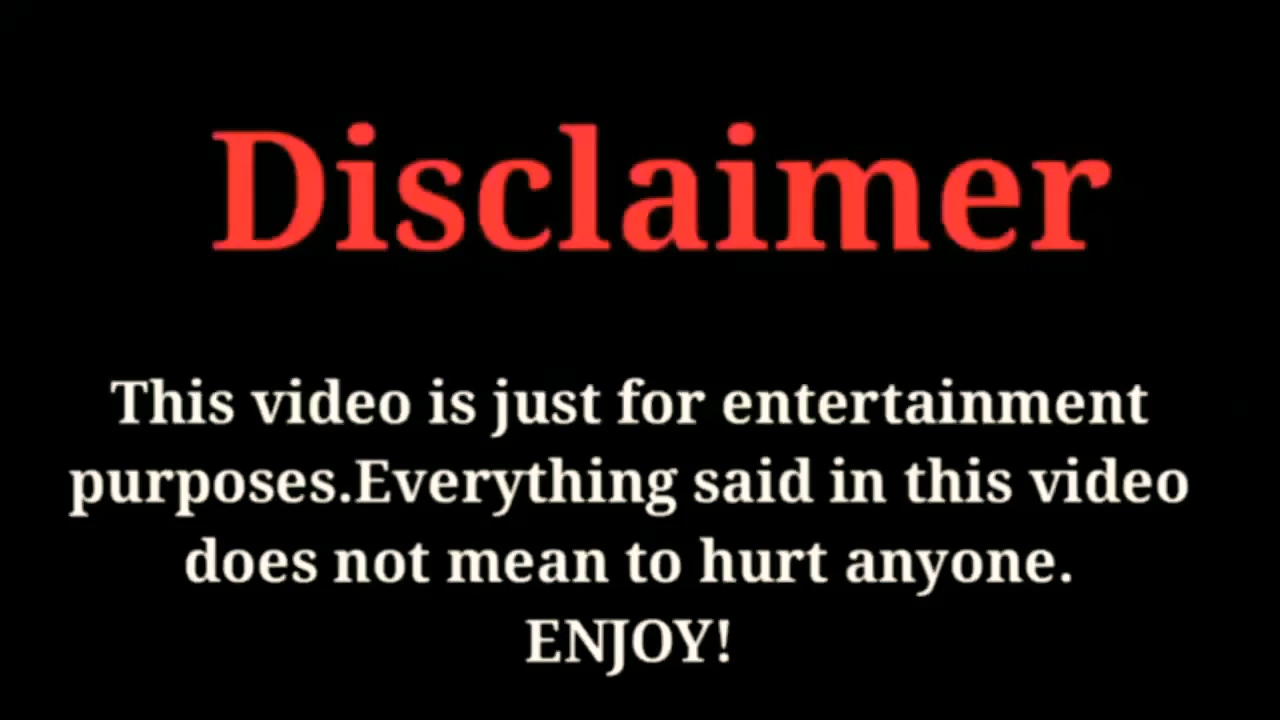 Disclaimer
This video is just for entertainment
purposes.Everything said in this video
does not mean to hurt anyone.
ENJOY!